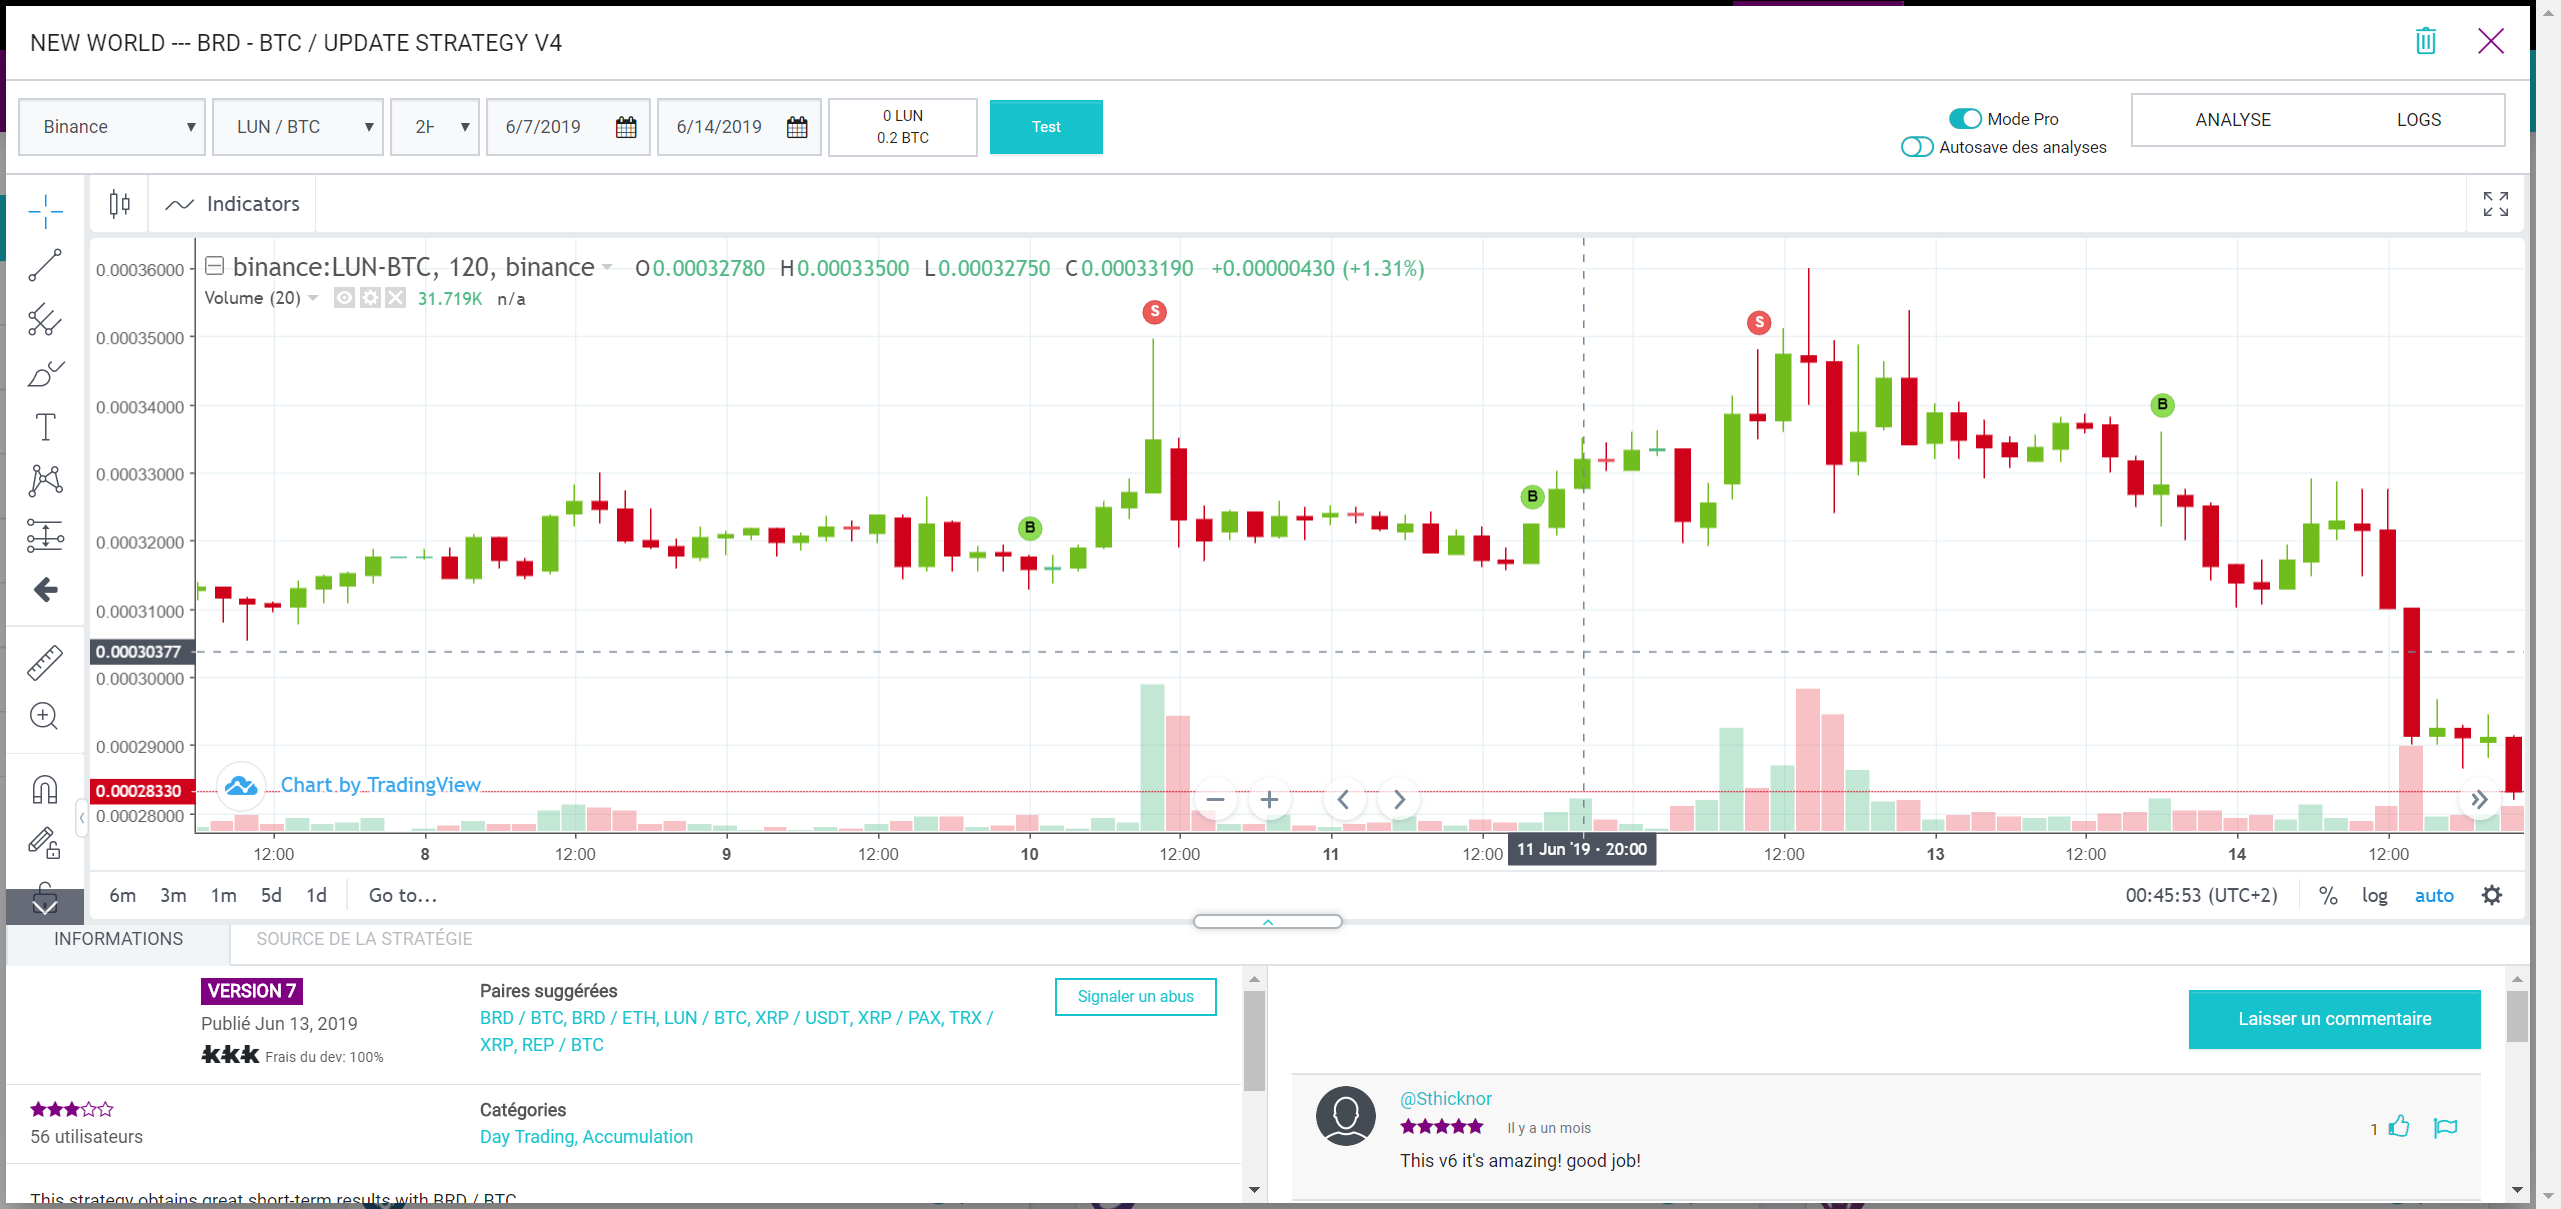 NEW WORLD --- BRD - BTC / UPDATE STRATEGY V4
Binance
LUN / BTC
2H
6/7/2019
6/14/2019
0 LUN
0.2 BTC
Test
Mode Pro
Autosave des analyses
ANALYSE
LOGS
Indicators
binance:LUN-BTC, 120, binance
O0.00032780 H0.00033500 L0.00032750 C0.00033190 +0.00000430 (+1.31%)
Volume (20)
31.719K n/a
0.00036000
0.00035000
0.00034000
0.00033000
0.00032000
0.00031000
0.00030377
0.00030000
0.00029000
0.00028330
0.00028000
S
S
B
B
B
Chart by TradingView
12:00 8 12:00 9 12:00 10 12:00 11 12:00 11 Jun '19 · 20:00 12:00 13 12:00 14 12:00
6m 3m 1m 5d 1d Go to...
00:45:53 (UTC+2) % log auto
INFORMATIONS
SOURCE DE LA STRATÉGIE
VERSION 7
Publié Jun 13, 2019
Frais du dev: 100%
Paires suggérées
BRD / BTC, BRD / ETH, LUN / BTC, XRP / USDT, XRP / PAX, TRX /
XRP, REP / BTC
Signaler un abus
56 utilisateurs
Catégories
Day Trading, Accumulation
This strategy obtains great short-term results with BRD / BTC
Laisser un commentaire
@Sthicknor
Il y a un mois
1
This v6 it's amazing! good job!